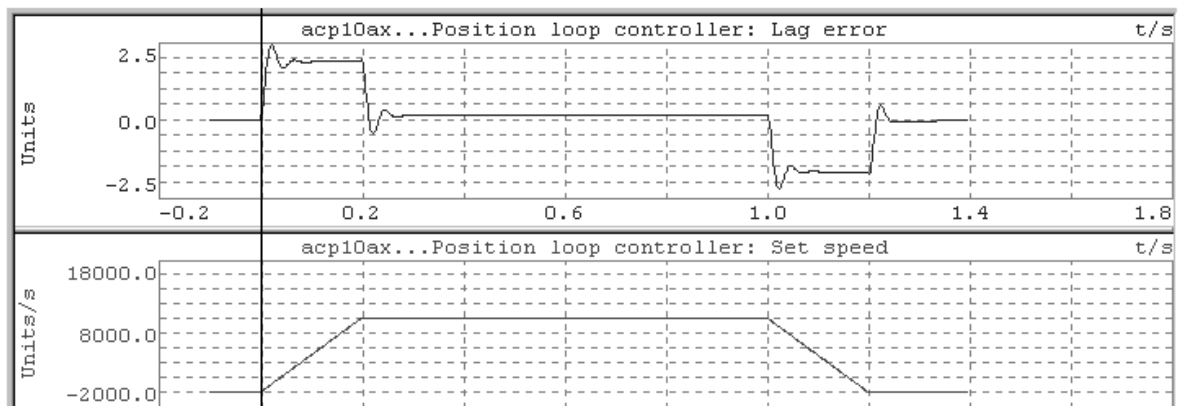 acp10ax...Position loop controller: Lag error t/s
2.5
0.0
-2.5
Units
-0.2 0.2 0.6 1.0 1.4 1.8
acp10ax...Position loop controller: Set speed t/s
18000.0
8000.0
-2000.0
Units/s